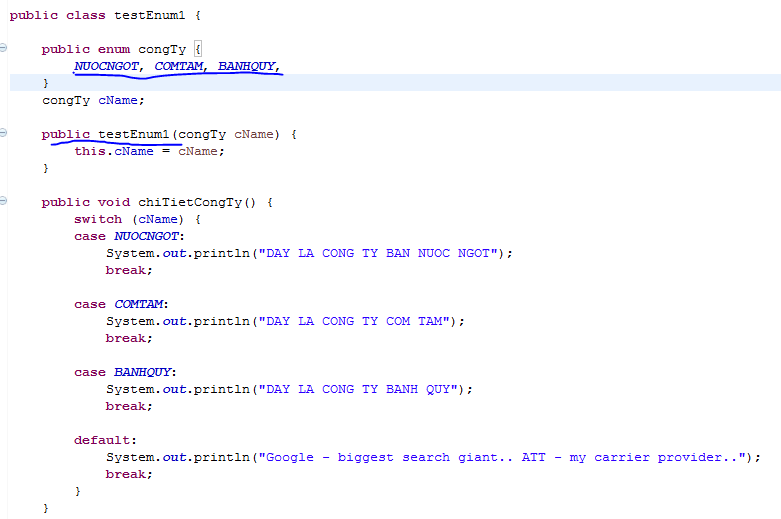 public class testEnum1 {
public enum congTy {
NUOCNGOT, COMTAM, BANHQUY,
}
congTy cName;
public testEnum1(congTy cName) {
this.cName = cName;
}
public void chiTietCongTy() {
switch (cName) {
case NUOCNGOT:
System.out.println("DAY LA CONG TY BAN NUOC NGOT");
break;
case COMTAM:
System.out.println("DAY LA CONG TY COM TAM");
break;
case BANHQUY:
System.out.println("DAY LA CONG TY BANH QUY");
break;
default:
System.out.println("Google - biggest search giant.. ATT - my carrier provider..");
break;
}
}